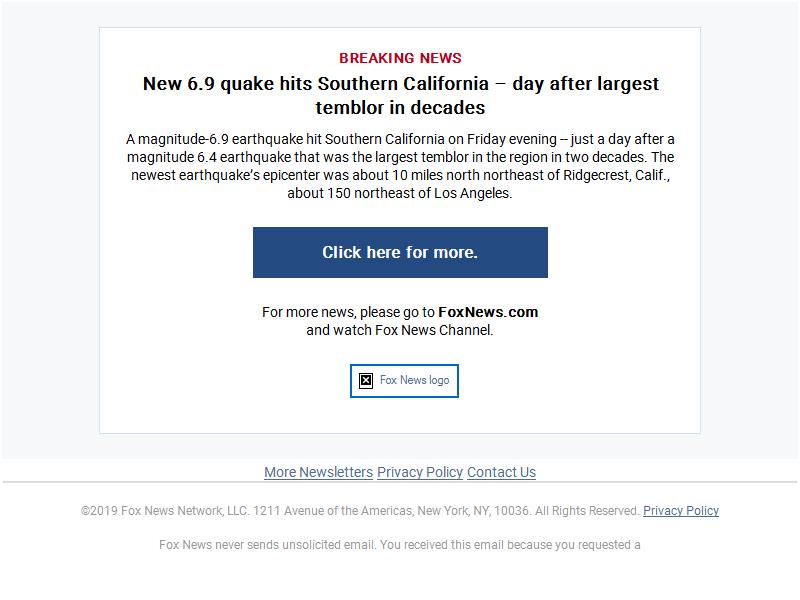 BREAKING NEWS
New 6.9 quake hits Southern California – day after largest
temblor in decades
A magnitude-6.9 earthquake hit Southern California on Friday evening -- just a day after a
magnitude 6.4 earthquake that was the largest temblor in the region in two decades. The
newest earthquake’s epicenter was about 10 miles north northeast of Ridgecrest, Calif.,
about 150 northeast of Los Angeles.
Click here for more.
For more news, please go to FoxNews.com
and watch Fox News Channel.
Fox News logo
More Newsletters Privacy Policy Contact Us
©2019 Fox News Network, LLC. 1211 Avenue of the Americas, New York, NY, 10036. All Rights Reserved. Privacy Policy
Fox News never sends unsolicited email. You received this email because you requested a